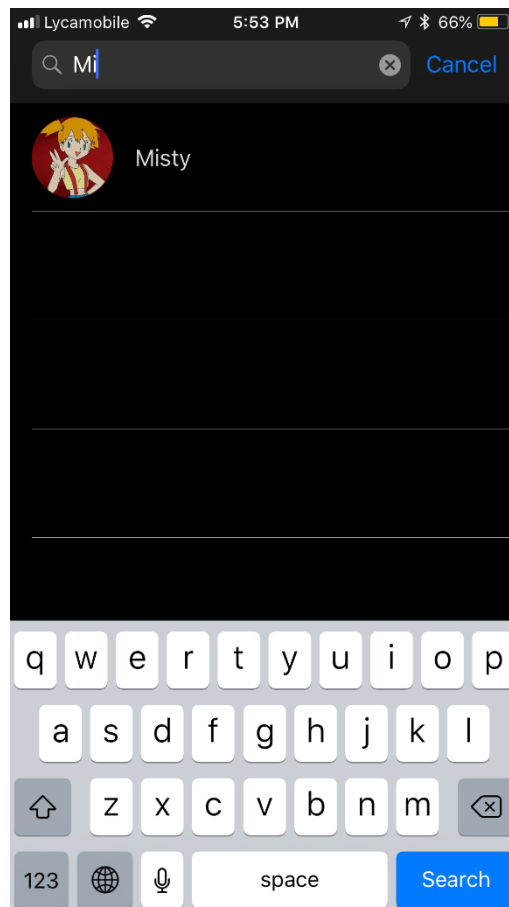 Lycamobile 5:53 PM 66%
Mi Cancel
Misty
q w e r t y u i o p
a s d f g h j k l
z x c v b n m
123 space Search